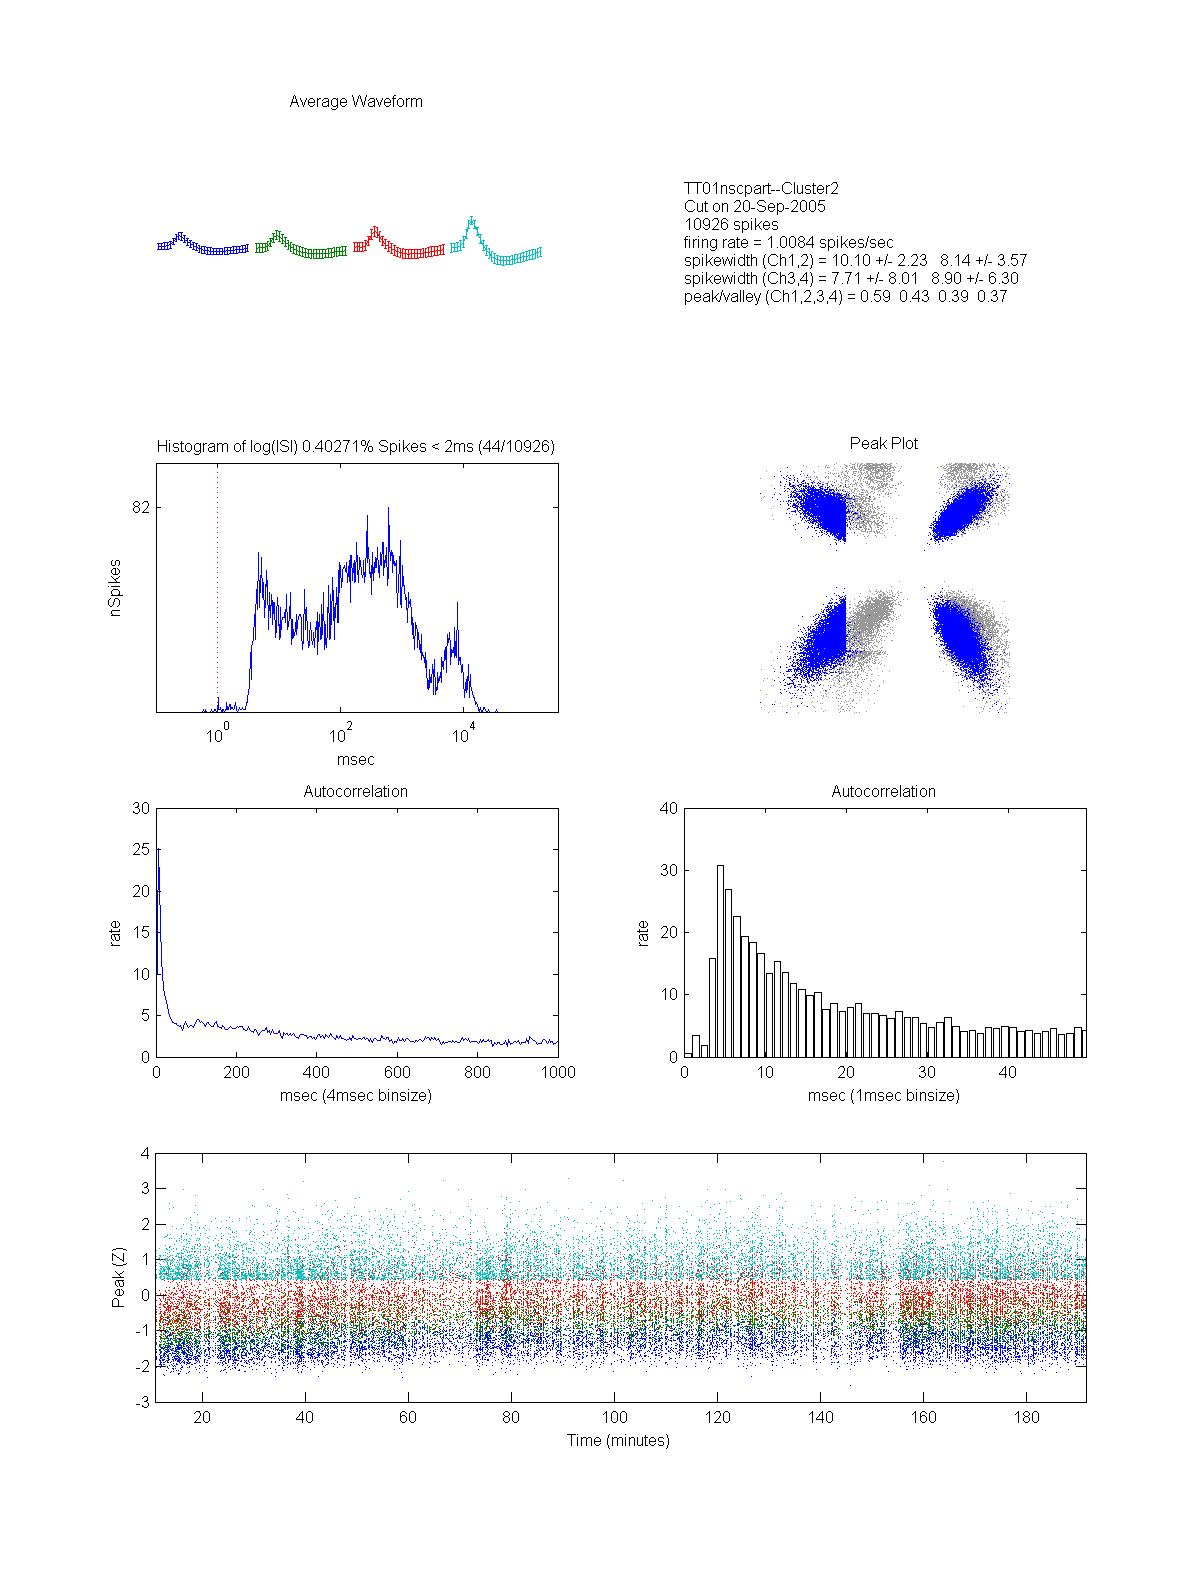 Average Waveform
TT01nscpart--Cluster2
Cut on 20-Sep-2005
10926 spikes
firing rate = 1.0084 spikes/sec
spikewidth (Ch1,2) = 10.10 +/- 2.23 8.14 +/- 3.57
spikewidth (Ch3,4) = 7.71 +/- 8.01 8.90 +/- 6.30
peak/valley (Ch1,2,3,4) = 0.59 0.43 0.39 0.37
Histogram of log(ISI) 0.40271% Spikes < 2ms (44/10926)
82
nSpikes
10^0 10^2 10^4
msec
Peak Plot
Autocorrelation
30
25
20
15
10
5
0
rate
0 200 400 600 800 1000
msec (4msec binsize)
Autocorrelation
40
30
20
10
0
rate
0 10 20 30 40
msec (1msec binsize)
4
3
2
1
0
-1
-2
-3
Peak (Z)
20 40 60 80 100 120 140 160 180
Time (minutes)